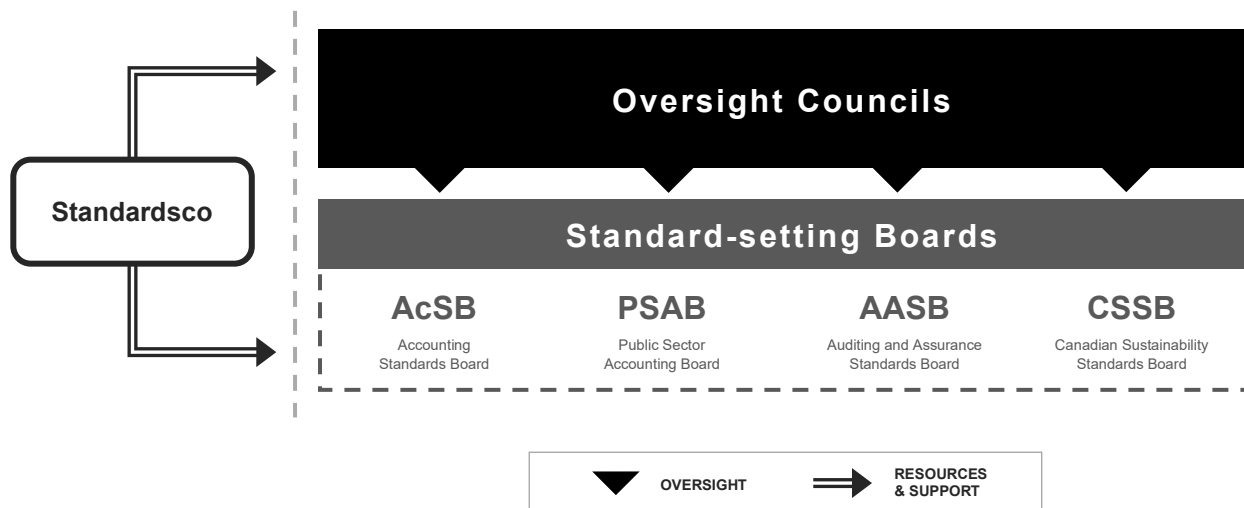 Oversight Councils
Standardsco
Standard-setting Boards
AcSB
Accounting
Standards Board
PSAB
Public Sector
Accounting Board
AASB
Auditing and Assurance
Standards Board
CSSB
Canadian Sustainability
Standards Board
OVERSIGHT
RESOURCES
& SUPPORT